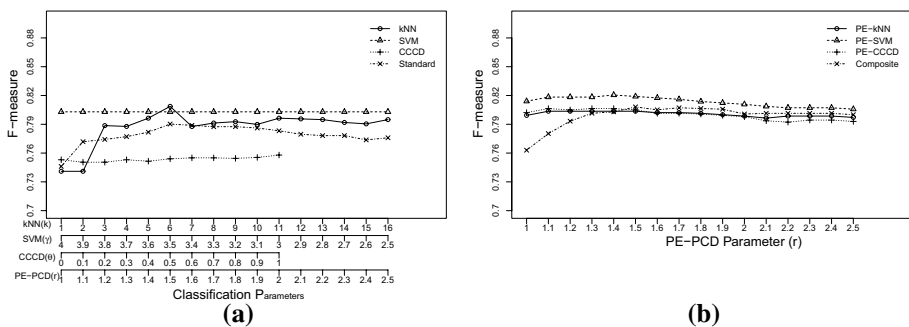 kNN
SVM
CCCD
Standard
F−measure
0.7 0.73 0.76 0.79 0.82 0.85 0.88
kNN(k) 1 2 3 4 5 6 7 8 9 10 11 12 13 14 15 16
SVM(γ) 4 3.9 3.8 3.7 3.6 3.5 3.4 3.3 3.2 3.1 3 2.9 2.8 2.7 2.6 2.5
CCCD(θ) 0 0.1 0.2 0.3 0.4 0.5 0.6 0.7 0.8 0.9 1
PE−PCD(r) 1 1.1 1.2 1.3 1.4 1.5 1.6 1.7 1.8 1.9 2 2.1 2.2 2.3 2.4 2.5
Classification Parameters
(a)
PE−kNN
PE−SVM
PE−CCCD
Composite
F−measure
0.7 0.73 0.76 0.79 0.82 0.85 0.88
1 1.1 1.2 1.3 1.4 1.5 1.6 1.7 1.8 1.9 2 2.1 2.2 2.3 2.4 2.5
PE−PCD Parameter (r)
(b)